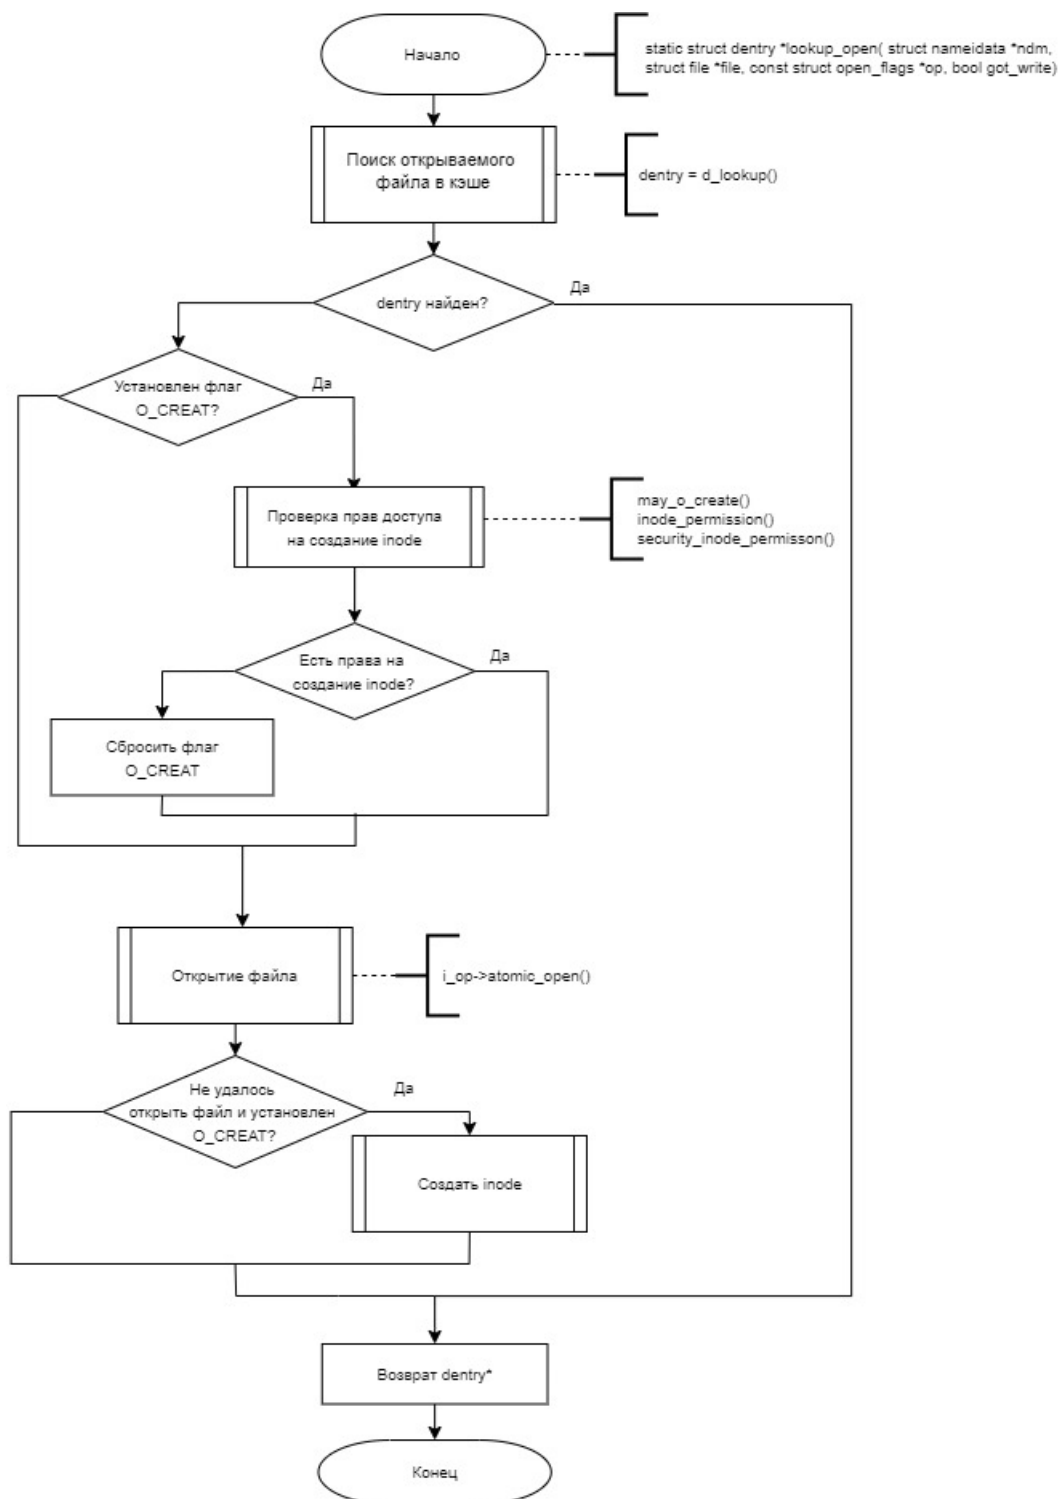 Начало
static struct dentry *lookup_open( struct nameidata *ndm,
struct file *file, const struct open_flags *op, bool got_write)
Поиск открываемого
файла в кэше
dentry = d_lookup()
dentry найден?
Да
Установлен флаг
O_CREAT?
Да
Проверка прав доступа
на создание inode
may_o_create()
inode_permission()
security_inode_permisson()
Есть права на
создание inode?
Да
Сбросить флаг
O_CREAT
Открытие файла
i_op->atomic_open()
Не удалось
открыть файл и установлен
O_CREAT?
Да
Создать inode
Возврат dentry*
Конец